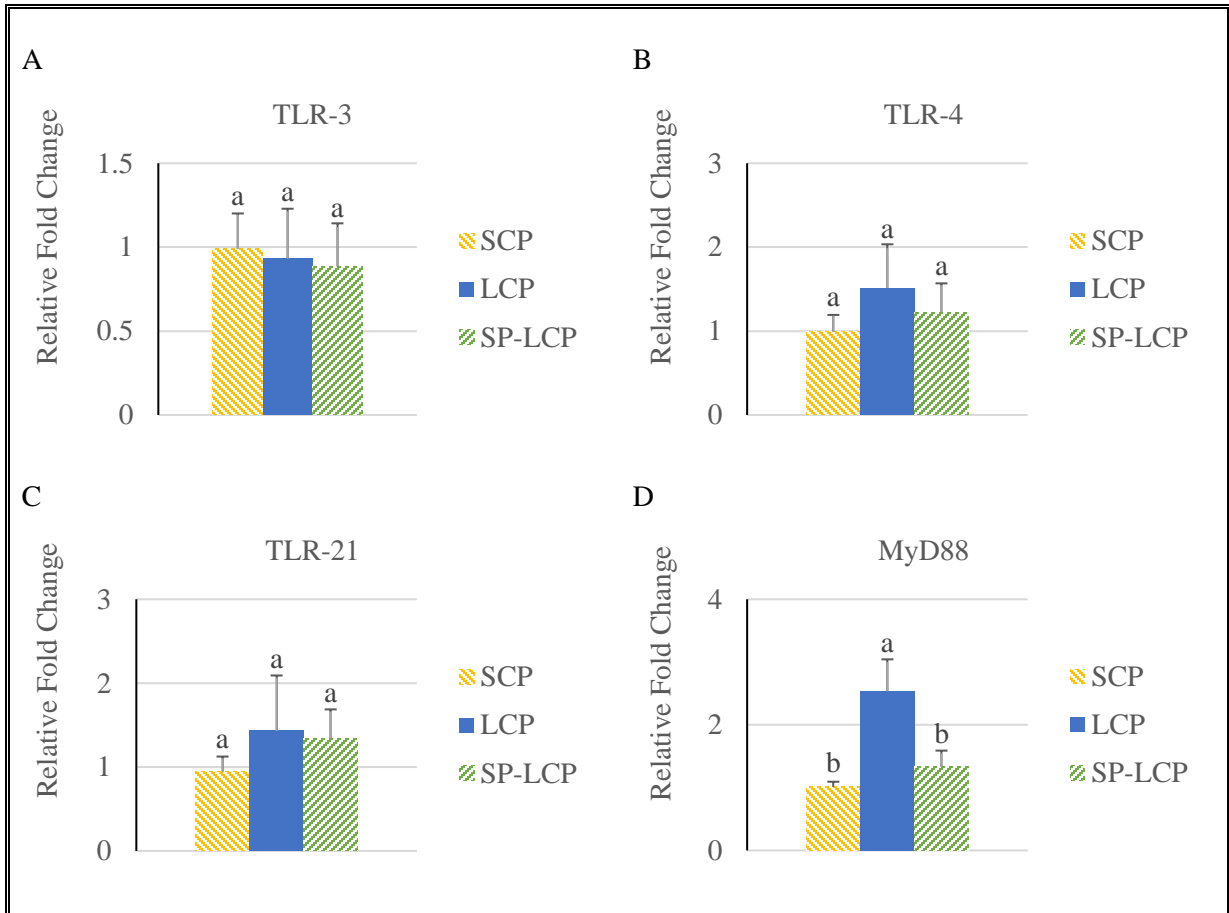 A
TLR-3
Relative Fold Change
1.5
1
0.5
0
a
a
a
SCP
LCP
SP-LCP
B
TLR-4
Relative Fold Change
3
2
1
0
a
a
a
SCP
LCP
SP-LCP
C
TLR-21
Relative Fold Change
3
2
1
0
a
a
a
SCP
LCP
SP-LCP
D
MyD88
Relative Fold Change
4
2
0
b
a
b
SCP
LCP
SP-LCP